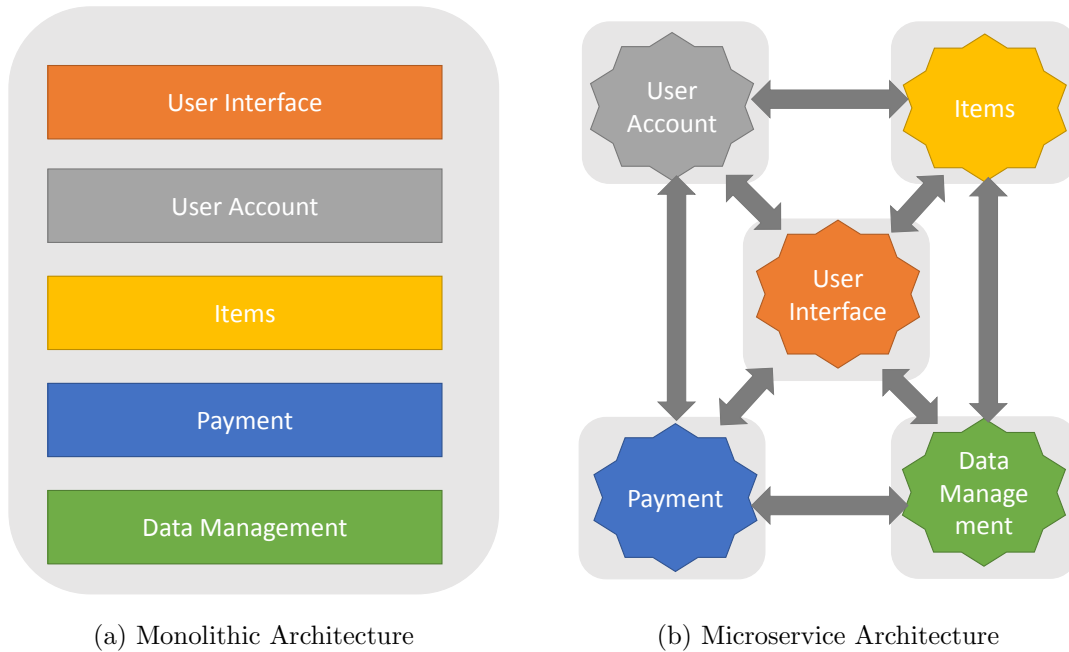 User Interface
User Account
Items
Payment
Data Management
(a) Monolithic Architecture
User
Account
Items
User
Interface
Payment
Data
Manage
ment
(b) Microservice Architecture